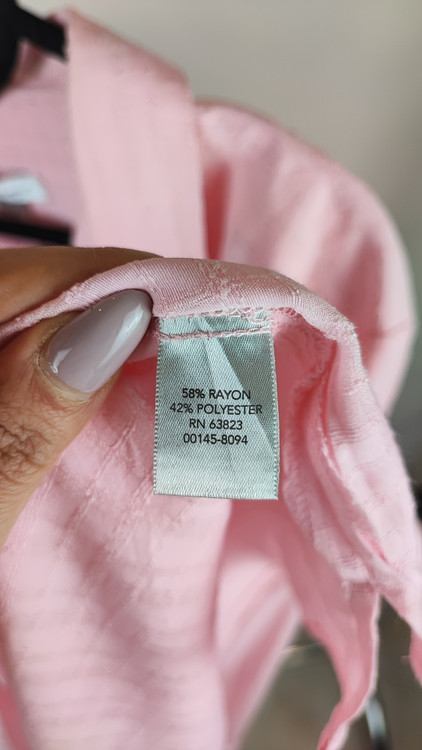 58% RAYON
42% POLYESTER
RN 63823
00145-8094